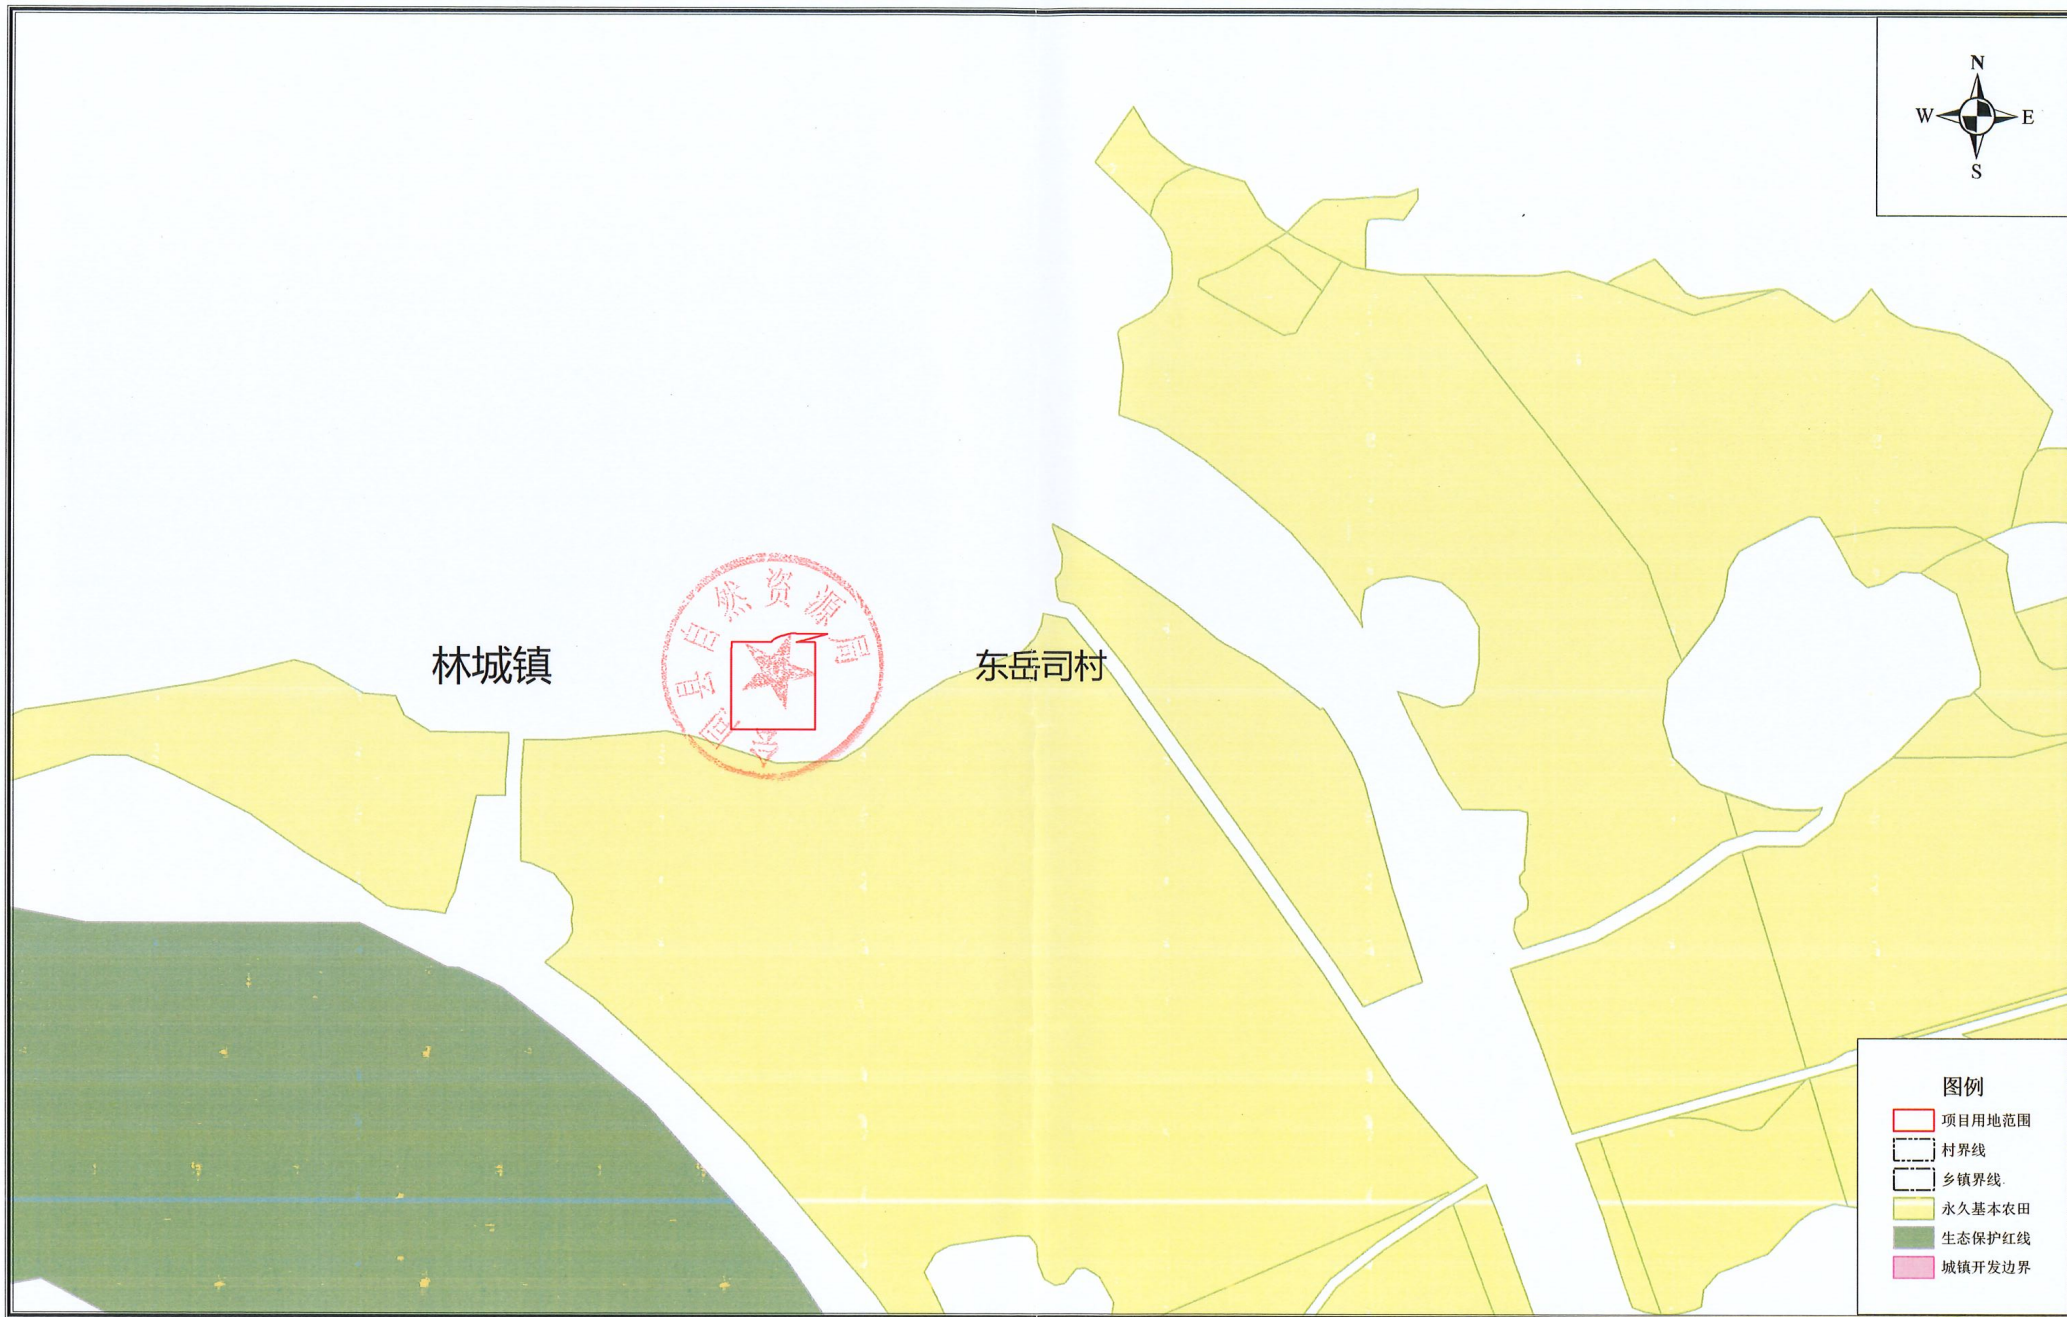 N
W E
S
自然资源局
林城镇
东岳司村
图例
项目用地范围
村界线
乡镇界线
永久基本农田
生态保护红线
城镇开发边界